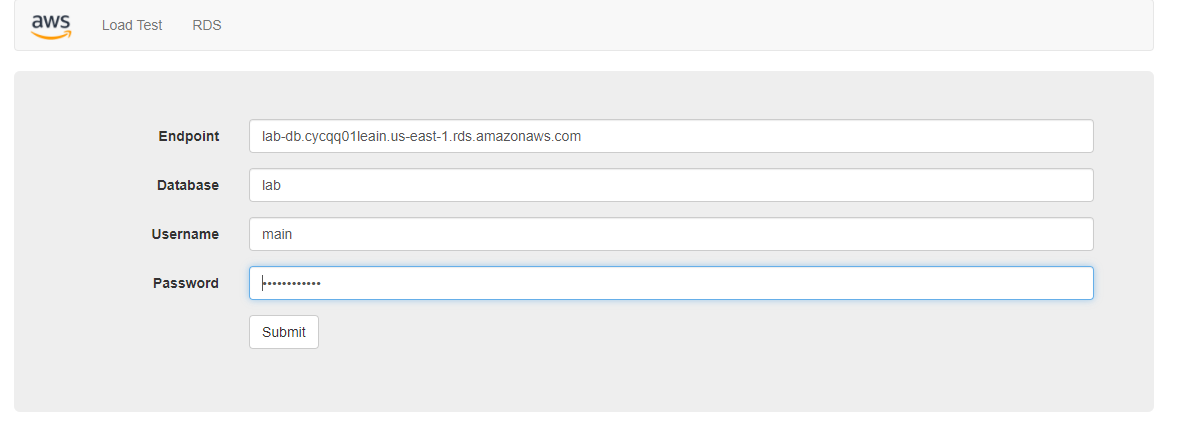 aws Load Test RDS
Endpoint lab-db.cycqq01leain.us-east-1.rds.amazonaws.com
Database lab
Username main
Password ••••••••••••
Submit